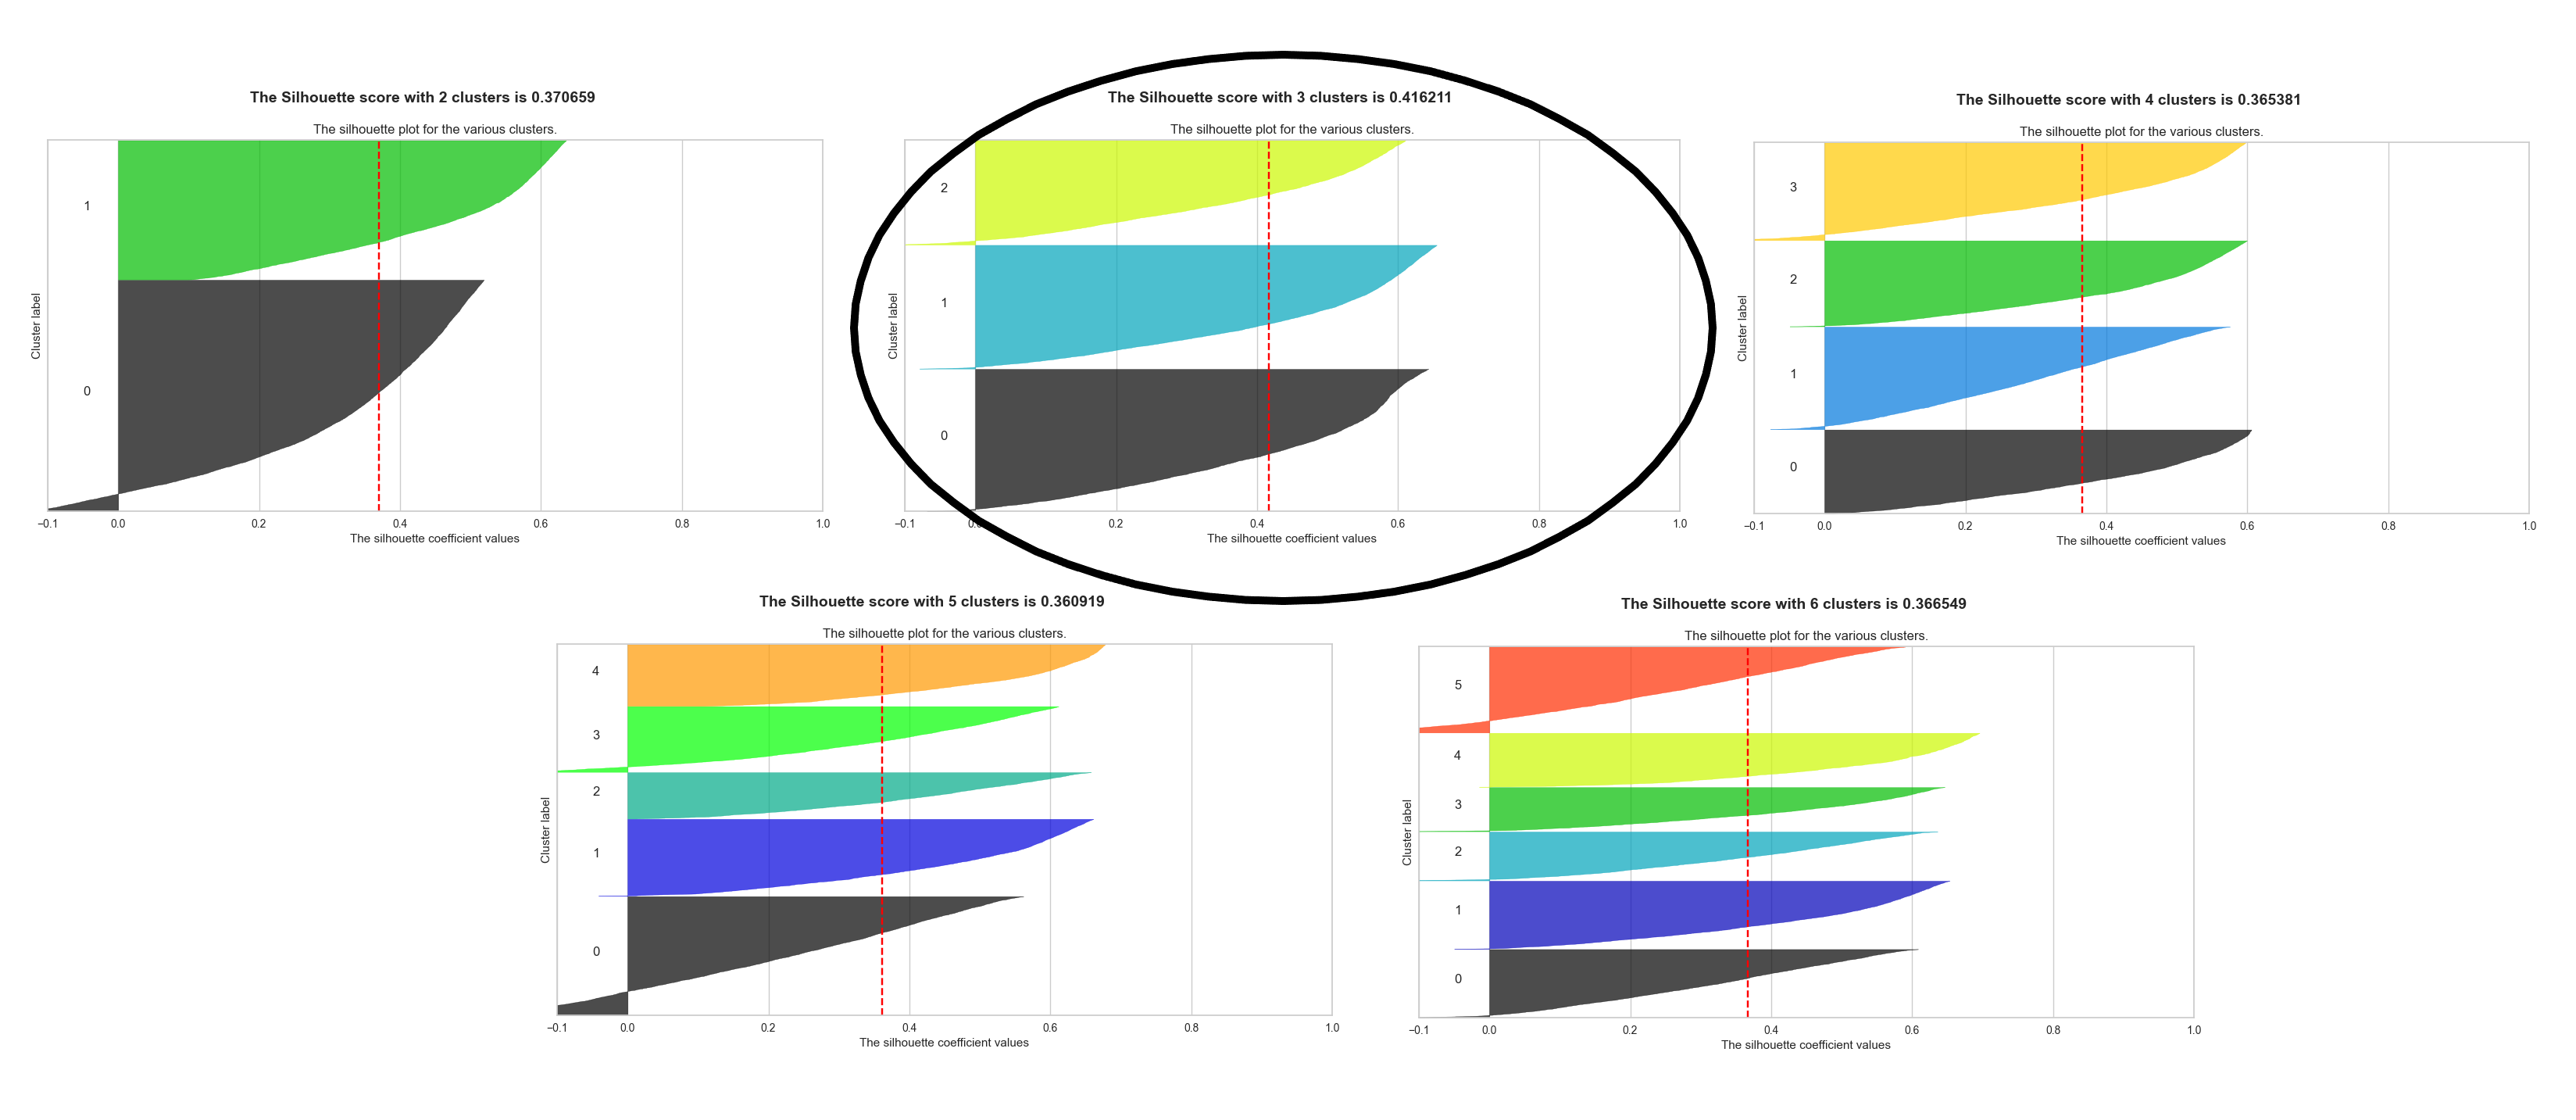 The Silhouette score with 2 clusters is 0.370659
The silhouette plot for the various clusters.
1
0
Cluster label
−0.1 0.0 0.2 0.4 0.6 0.8 1.0
The silhouette coefficient values
The Silhouette score with 3 clusters is 0.416211
The silhouette plot for the various clusters.
2
1
0
Cluster label
−0.1 0.0 0.2 0.4 0.6 0.8 1.0
The silhouette coefficient values
The Silhouette score with 4 clusters is 0.365381
The silhouette plot for the various clusters.
3
2
1
0
Cluster label
−0.1 0.0 0.2 0.4 0.6 0.8 1.0
The silhouette coefficient values
The Silhouette score with 5 clusters is 0.360919
The silhouette plot for the various clusters.
4
3
2
1
0
Cluster label
−0.1 0.0 0.2 0.4 0.6 0.8 1.0
The silhouette coefficient values
The Silhouette score with 6 clusters is 0.366549
The silhouette plot for the various clusters.
5
4
3
2
1
0
Cluster label
−0.1 0.0 0.2 0.4 0.6 0.8 1.0
The silhouette coefficient values